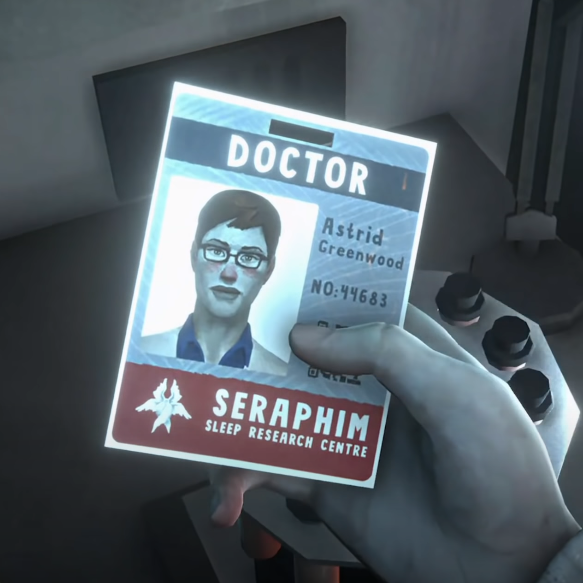 DOCTOR
Astrid
Greenwood
NO:44683
SERAPHIM
SLEEP RESEARCH CENTRE